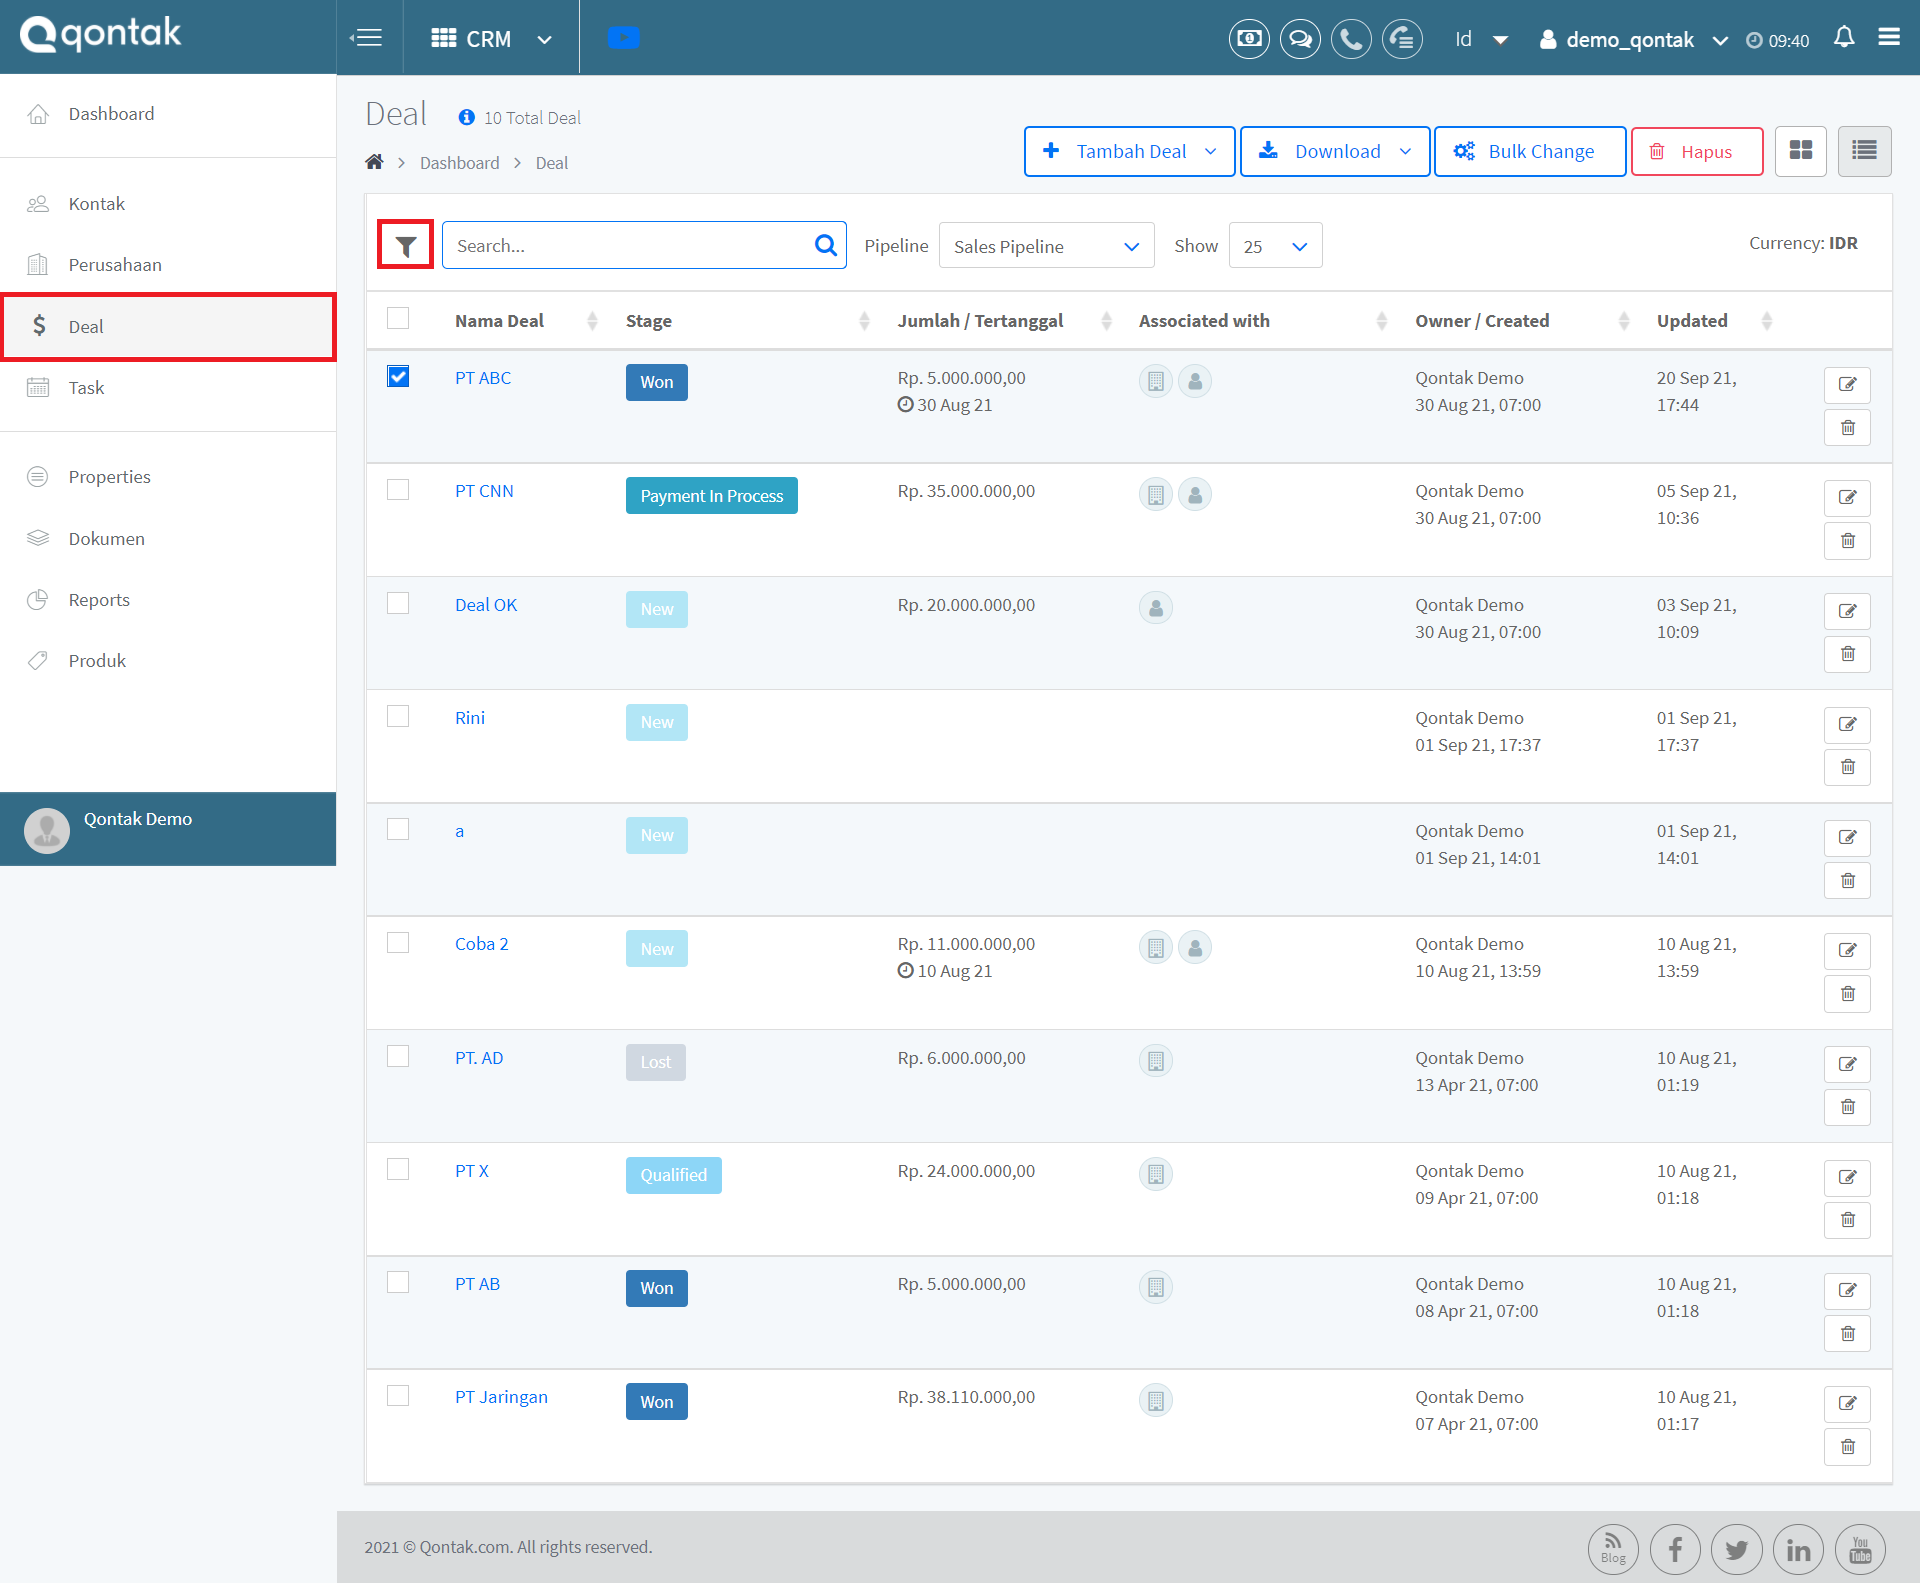 qontak
CRM
Id
demo_qontak
09:40
Dashboard
Kontak
Perusahaan
Deal
Task
Properties
Dokumen
Reports
Produk
Qontak Demo
Deal
10 Total Deal
Dashboard
Deal
Tambah Deal
Download
Bulk Change
Hapus
Search...
Pipeline
Sales Pipeline
Show
25
Currency: IDR
Nama Deal Stage Jumlah / Tertanggal Associated with Owner / Created Updated
PT ABC Won Rp. 5.000.000,00 Qontak Demo 20 Sep 21,
30 Aug 21 30 Aug 21, 07:00 17:44
PT CNN Payment In Process Rp. 35.000.000,00 Qontak Demo 05 Sep 21,
30 Aug 21, 07:00 10:36
Deal OK New Rp. 20.000.000,00 Qontak Demo 03 Sep 21,
30 Aug 21, 07:00 10:09
Rini New Qontak Demo 01 Sep 21,
01 Sep 21, 17:37 17:37
a New Qontak Demo 01 Sep 21,
01 Sep 21, 14:01 14:01
Coba 2 New Rp. 11.000.000,00 Qontak Demo 10 Aug 21,
10 Aug 21 10 Aug 21, 13:59 13:59
PT. AD Lost Rp. 6.000.000,00 Qontak Demo 10 Aug 21,
13 Apr 21, 07:00 01:19
PT X Qualified Rp. 24.000.000,00 Qontak Demo 10 Aug 21,
09 Apr 21, 07:00 01:18
PT AB Won Rp. 5.000.000,00 Qontak Demo 10 Aug 21,
08 Apr 21, 07:00 01:18
PT Jaringan Won Rp. 38.110.000,00 Qontak Demo 10 Aug 21,
07 Apr 21, 07:00 01:17
2021 © Qontak.com. All rights reserved.
Blog
You
Tube